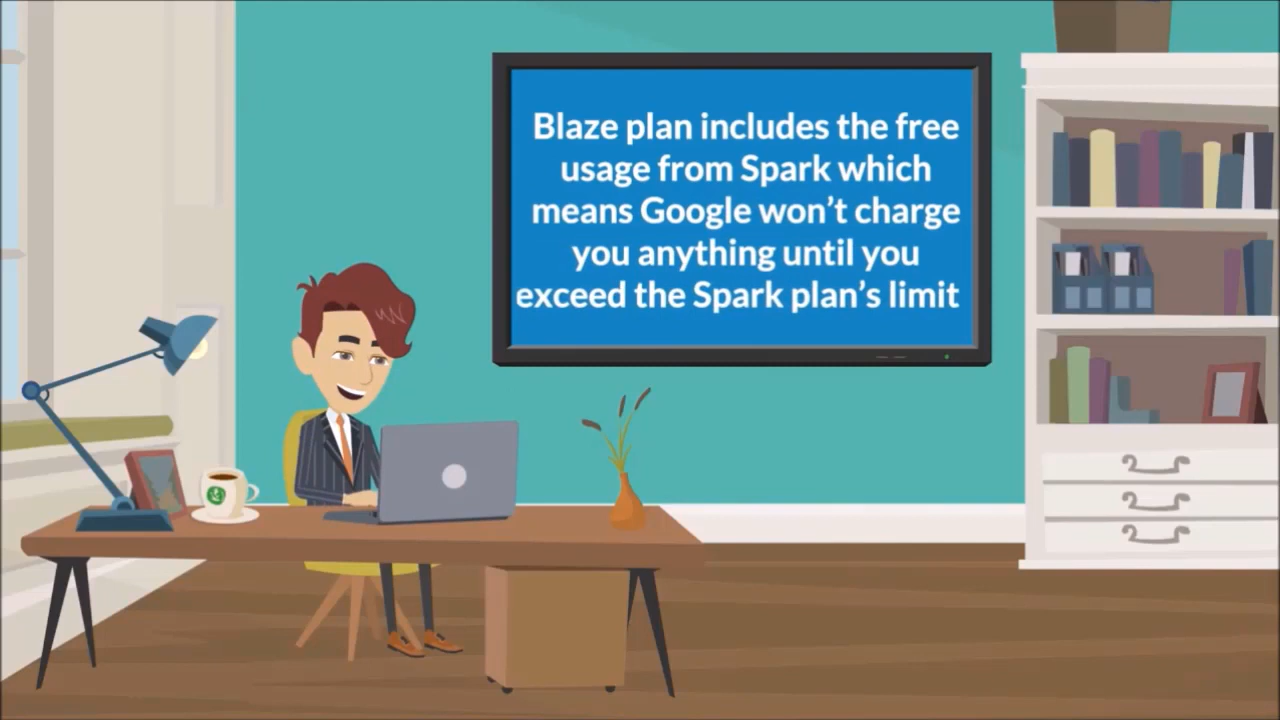 Blaze plan includes the free
usage from Spark which
means Google won't charge
you anything until you
exceed the Spark plan's limit